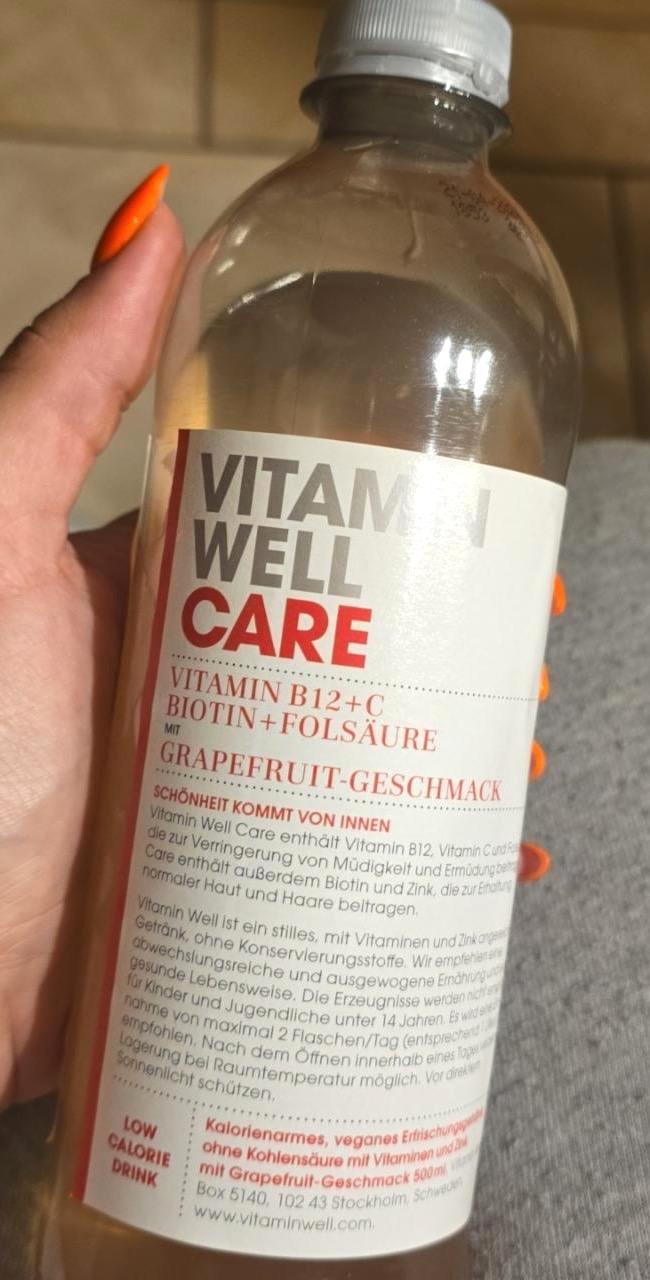 VITAMIN
WELL
CARE
VITAMIN B12+C
BIOTIN+FOLSÄURE
MIT
GRAPEFRUIT-GESCHMACK
SCHÖNHEIT KOMMT VON INNEN
Vitamin Well Care enthält Vitamin B12, Vitamin C und
die zur Verringerung von Müdigkeit und Ermüdung
Care enthält außerdem Biotin und Zink, die zur Erhaltung
normaler Haut und Haare beitragen.
Vitamin Well ist ein stilles, mit Vitaminen und Zink
Getränk, ohne Konservierungsstoffe. Wir empfehlen eine
abwechslungsreiche und ausgewogene Ernährung und
gesunde Lebensweise. Die Erzeugnisse werden nicht
für Kinder und Jugendliche unter 14 Jahren. Es wird
nahme von maximal 2 Flaschen/Tag (entsprechend
empfohlen. Nach dem Öffnen innerhalb eines Tages
Lagerung bei Raumtemperatur möglich. Vor direktem
Sonnenlicht schützen.
LOW
CALORIE
DRINK
Kalorienarmes, veganes Erfrischungsgetränk
ohne Kohlensäure mit Vitaminen und Zink
mit Grapefruit-Geschmack 500ml.
Box 5140, 102 43 Stockholm, Schweden.
www.vitaminwell.com.